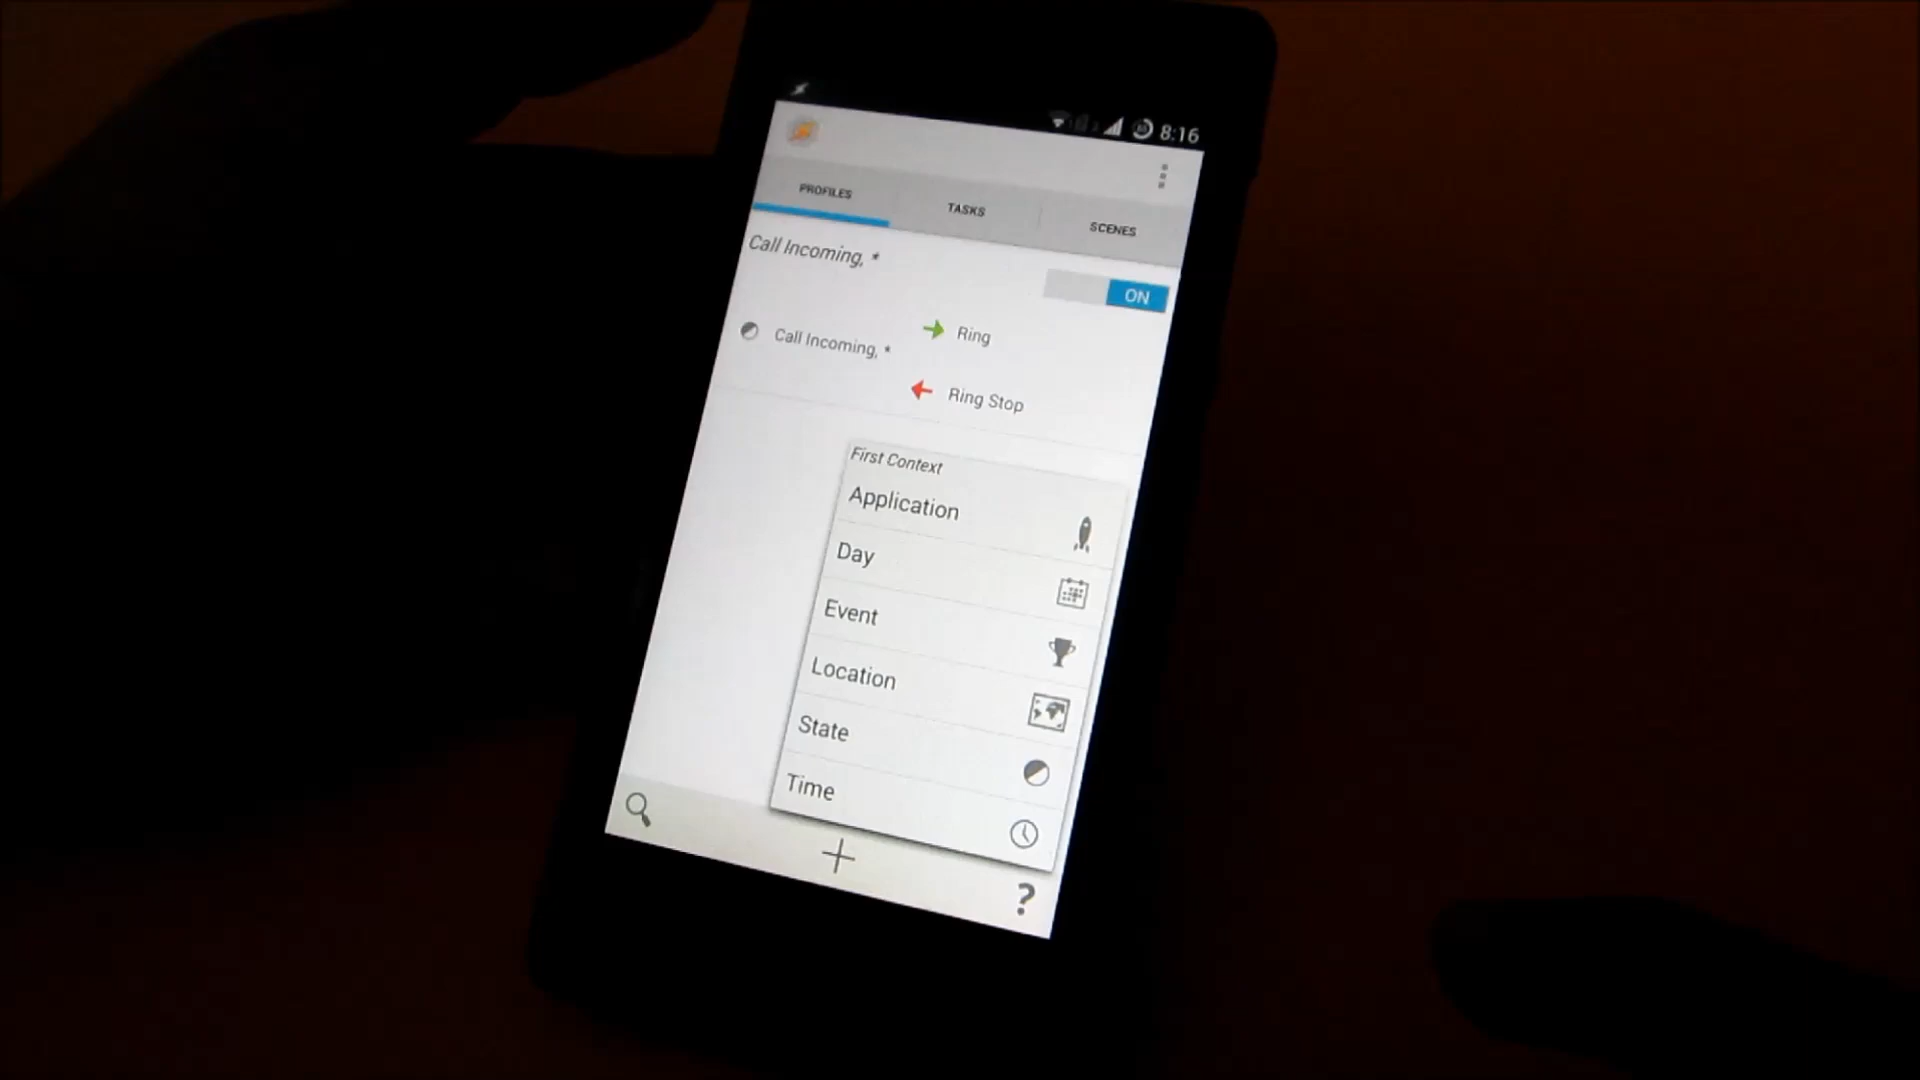 8:16
PROFILES TASKS SCENES
Call Incoming, *
ON
Ring
Call Incoming, *
Ring Stop
First Context
Application
Day
Event
Location
State
Time
?